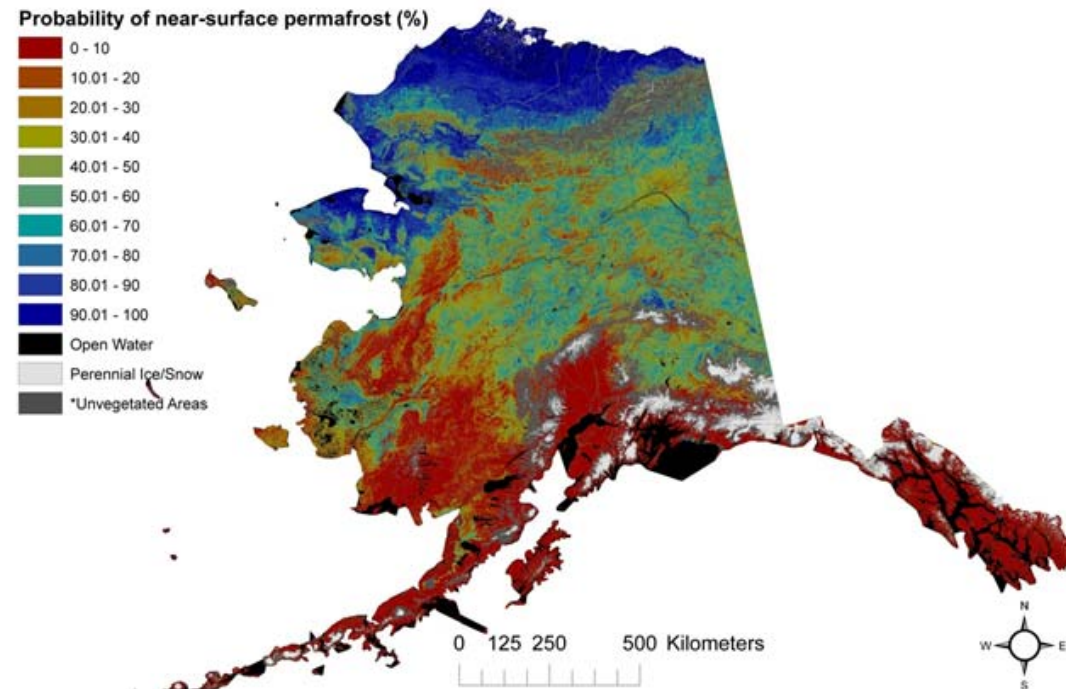 Probability of near-surface permafrost (%)
0 - 10
10.01 - 20
20.01 - 30
30.01 - 40
40.01 - 50
50.01 - 60
60.01 - 70
70.01 - 80
80.01 - 90
90.01 - 100
Open Water
Perennial Ice/Snow
*Unvegetated Areas
0 125 250 500 Kilometers
N
W E
S